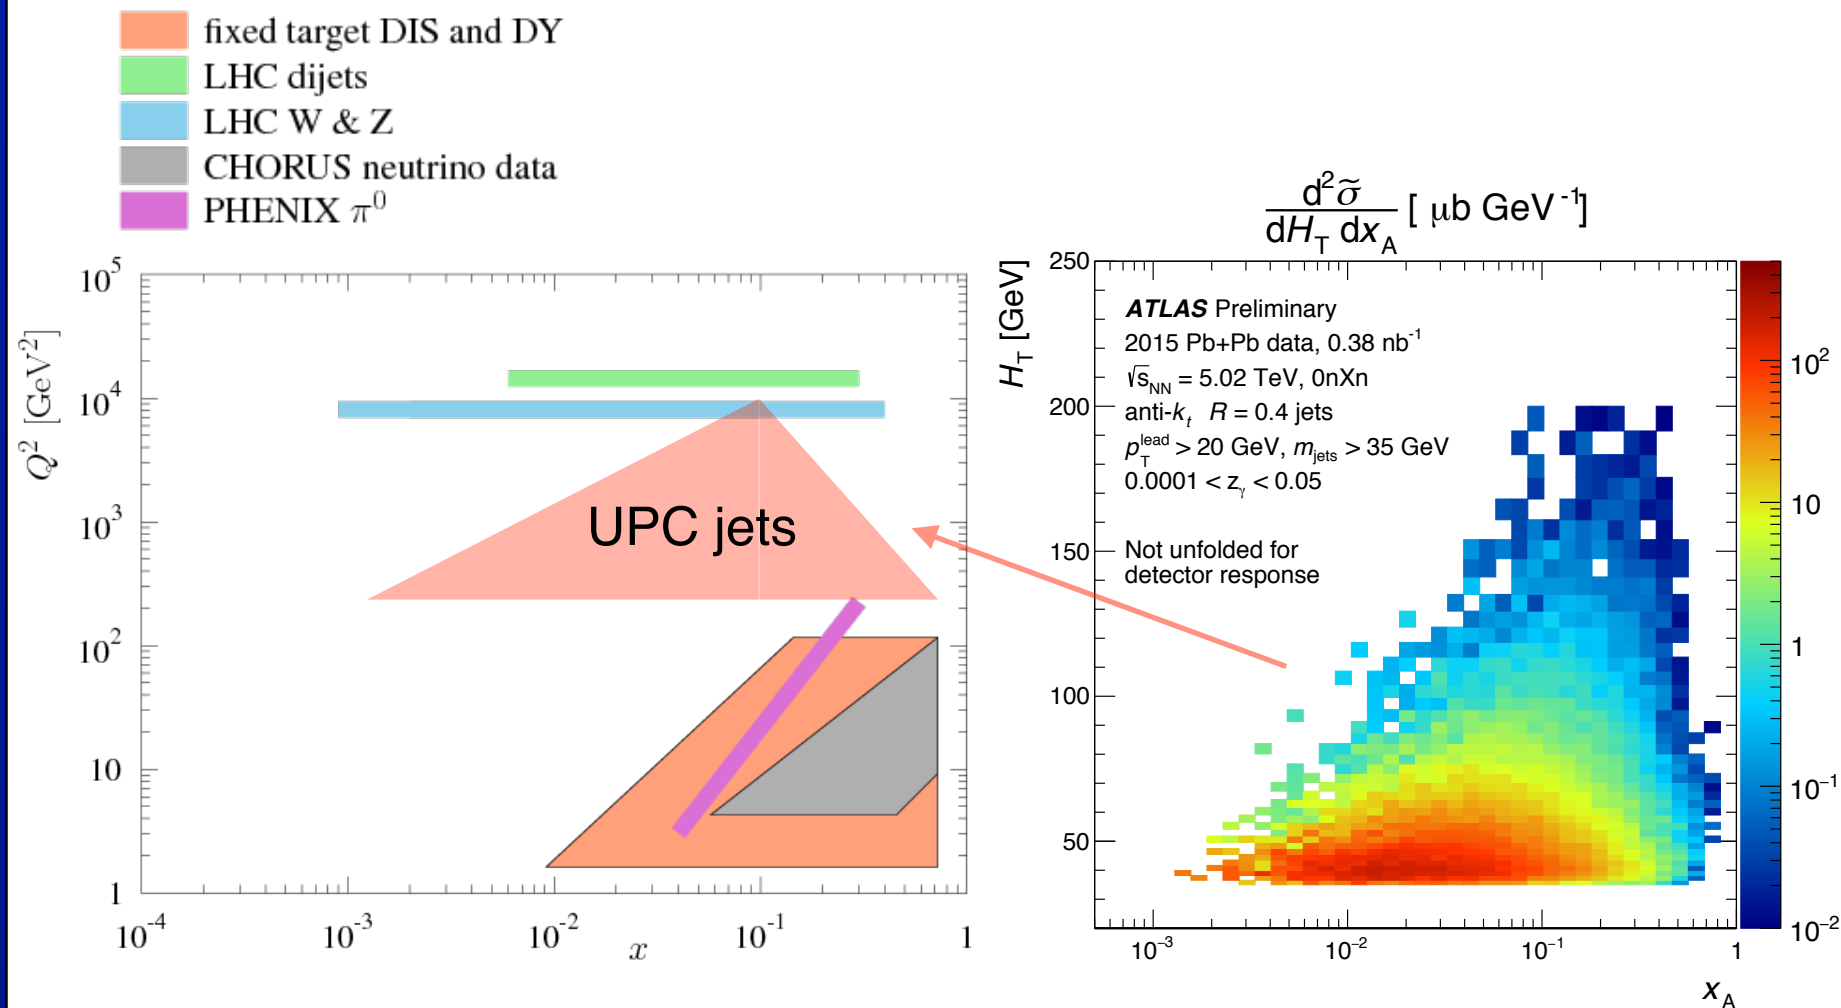 fixed target DIS and DY
LHC dijets
LHC W & Z
CHORUS neutrino data
PHENIX π⁰
10⁵
10⁴
10³
10²
10
1
Q² [GeV²]
UPC jets
10⁻⁴
10⁻³
10⁻²
10⁻¹
1
x
d²σ̃
dH_T dx_A
[ μb GeV⁻¹]
H_T [GeV]
250
200
150
100
50
ATLAS Preliminary
2015 Pb+Pb data, 0.38 nb⁻¹
√s_NN = 5.02 TeV, 0nXn
anti-k_t R = 0.4 jets
p_T^lead > 20 GeV, m_jets > 35 GeV
0.0001 < z_γ < 0.05
Not unfolded for
detector response
10⁻³
10⁻²
10⁻¹
1
x_A
10²
10
1
10⁻¹
10⁻²